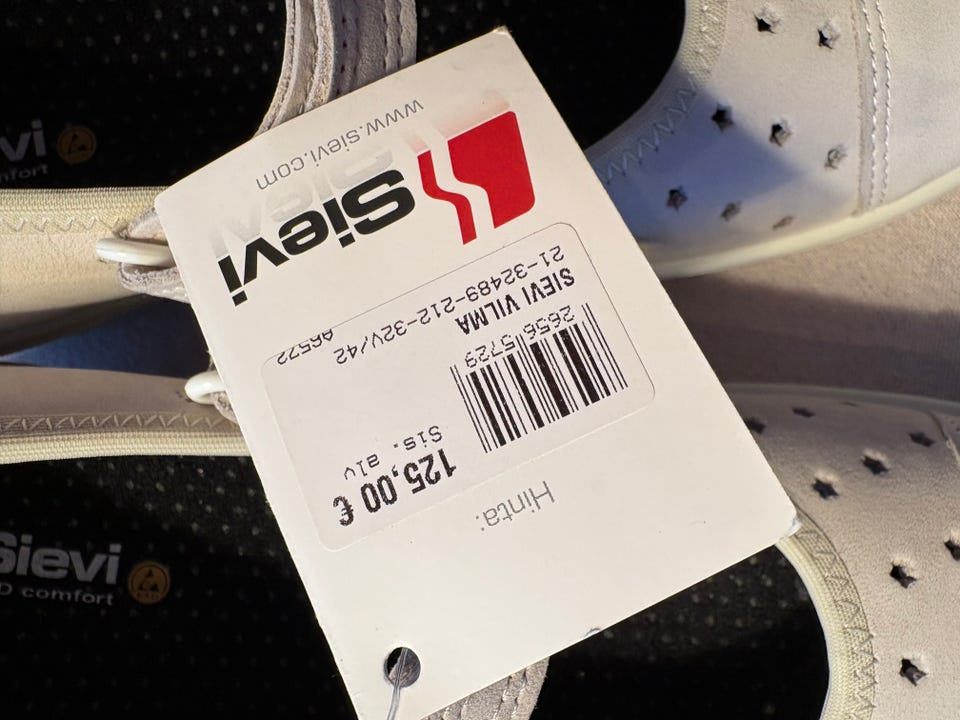 Hinta:
125,00 €
Sis. alv
2656 5729
SIEVI VILMA
21-32489-212-32V/42
A6522
Sievi
www.sievi.com
Sievi
D comfort